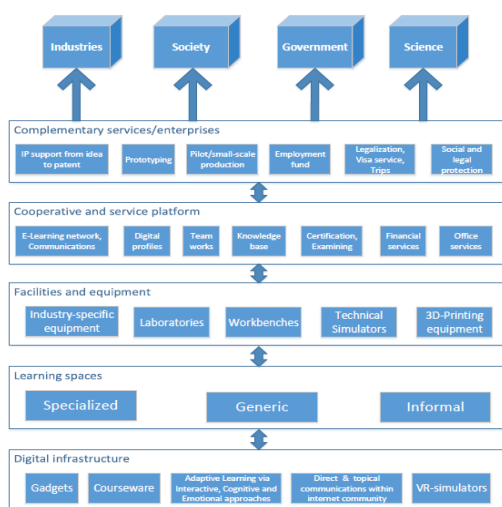 Industries
Society
Government
Science
Complementary services/enterprises
IP support from idea
to patent
Prototyping
Pilot/small-scale
production
Employment
fund
Legalization,
Visa service,
Trips
Social and
legal
protection
Cooperative and service platform
E-Learning network,
Communications
Digital
profiles
Team
works
Knowledge
base
Certification,
Examining
Financial
services
Office
services
Facilities and equipment
Industry-specific
equipment
Laboratories
Workbenches
Technical
Simulators
3D-Printing
equipment
Learning spaces
Specialized
Generic
Informal
Digital infrastructure
Gadgets
Courseware
Adaptive Learning via
Interactive, Cognitive and
Emotional approaches
Direct & topical
communications within
internet community
VR-simulators